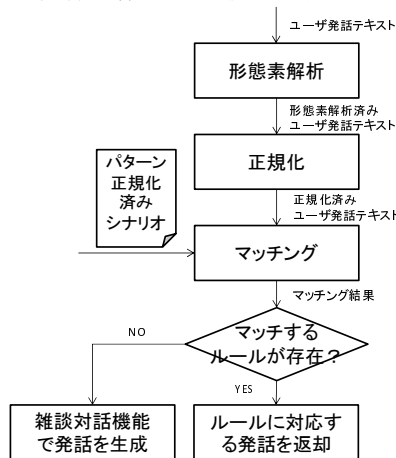 ユーザ発話テキスト
形態素解析
形態素解析済み
ユーザ発話テキスト
正規化
パターン
正規化
済み
シナリオ
正規化済み
ユーザ発話テキスト
マッチング
マッチング結果
マッチする
ルールが存在?
NO
YES
雑談対話機能
で発話を生成
ルールに対応す
る発話を返却